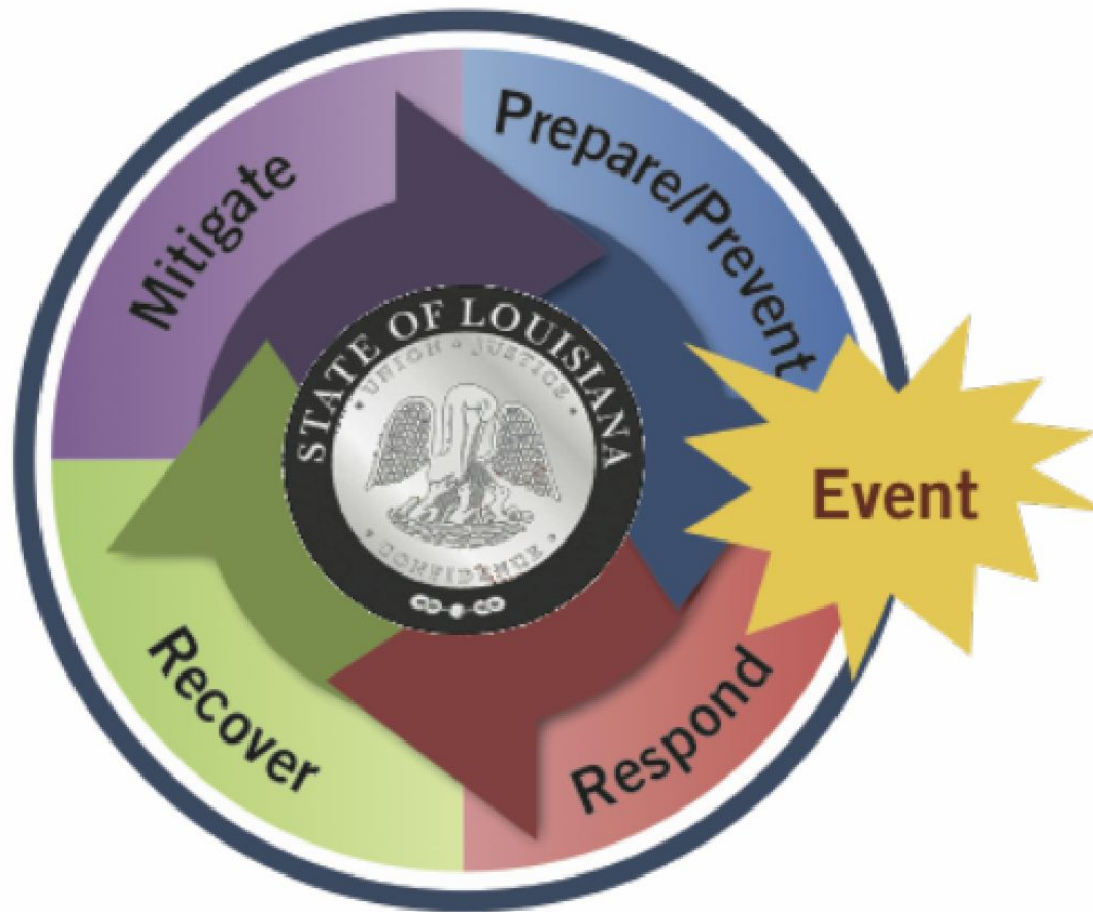 Prepare/Prevent
Mitigate
STATE OF LOUISIANA
UNION · JUSTICE ·
· CONFIDENCE ·
Event
Recover
Respond